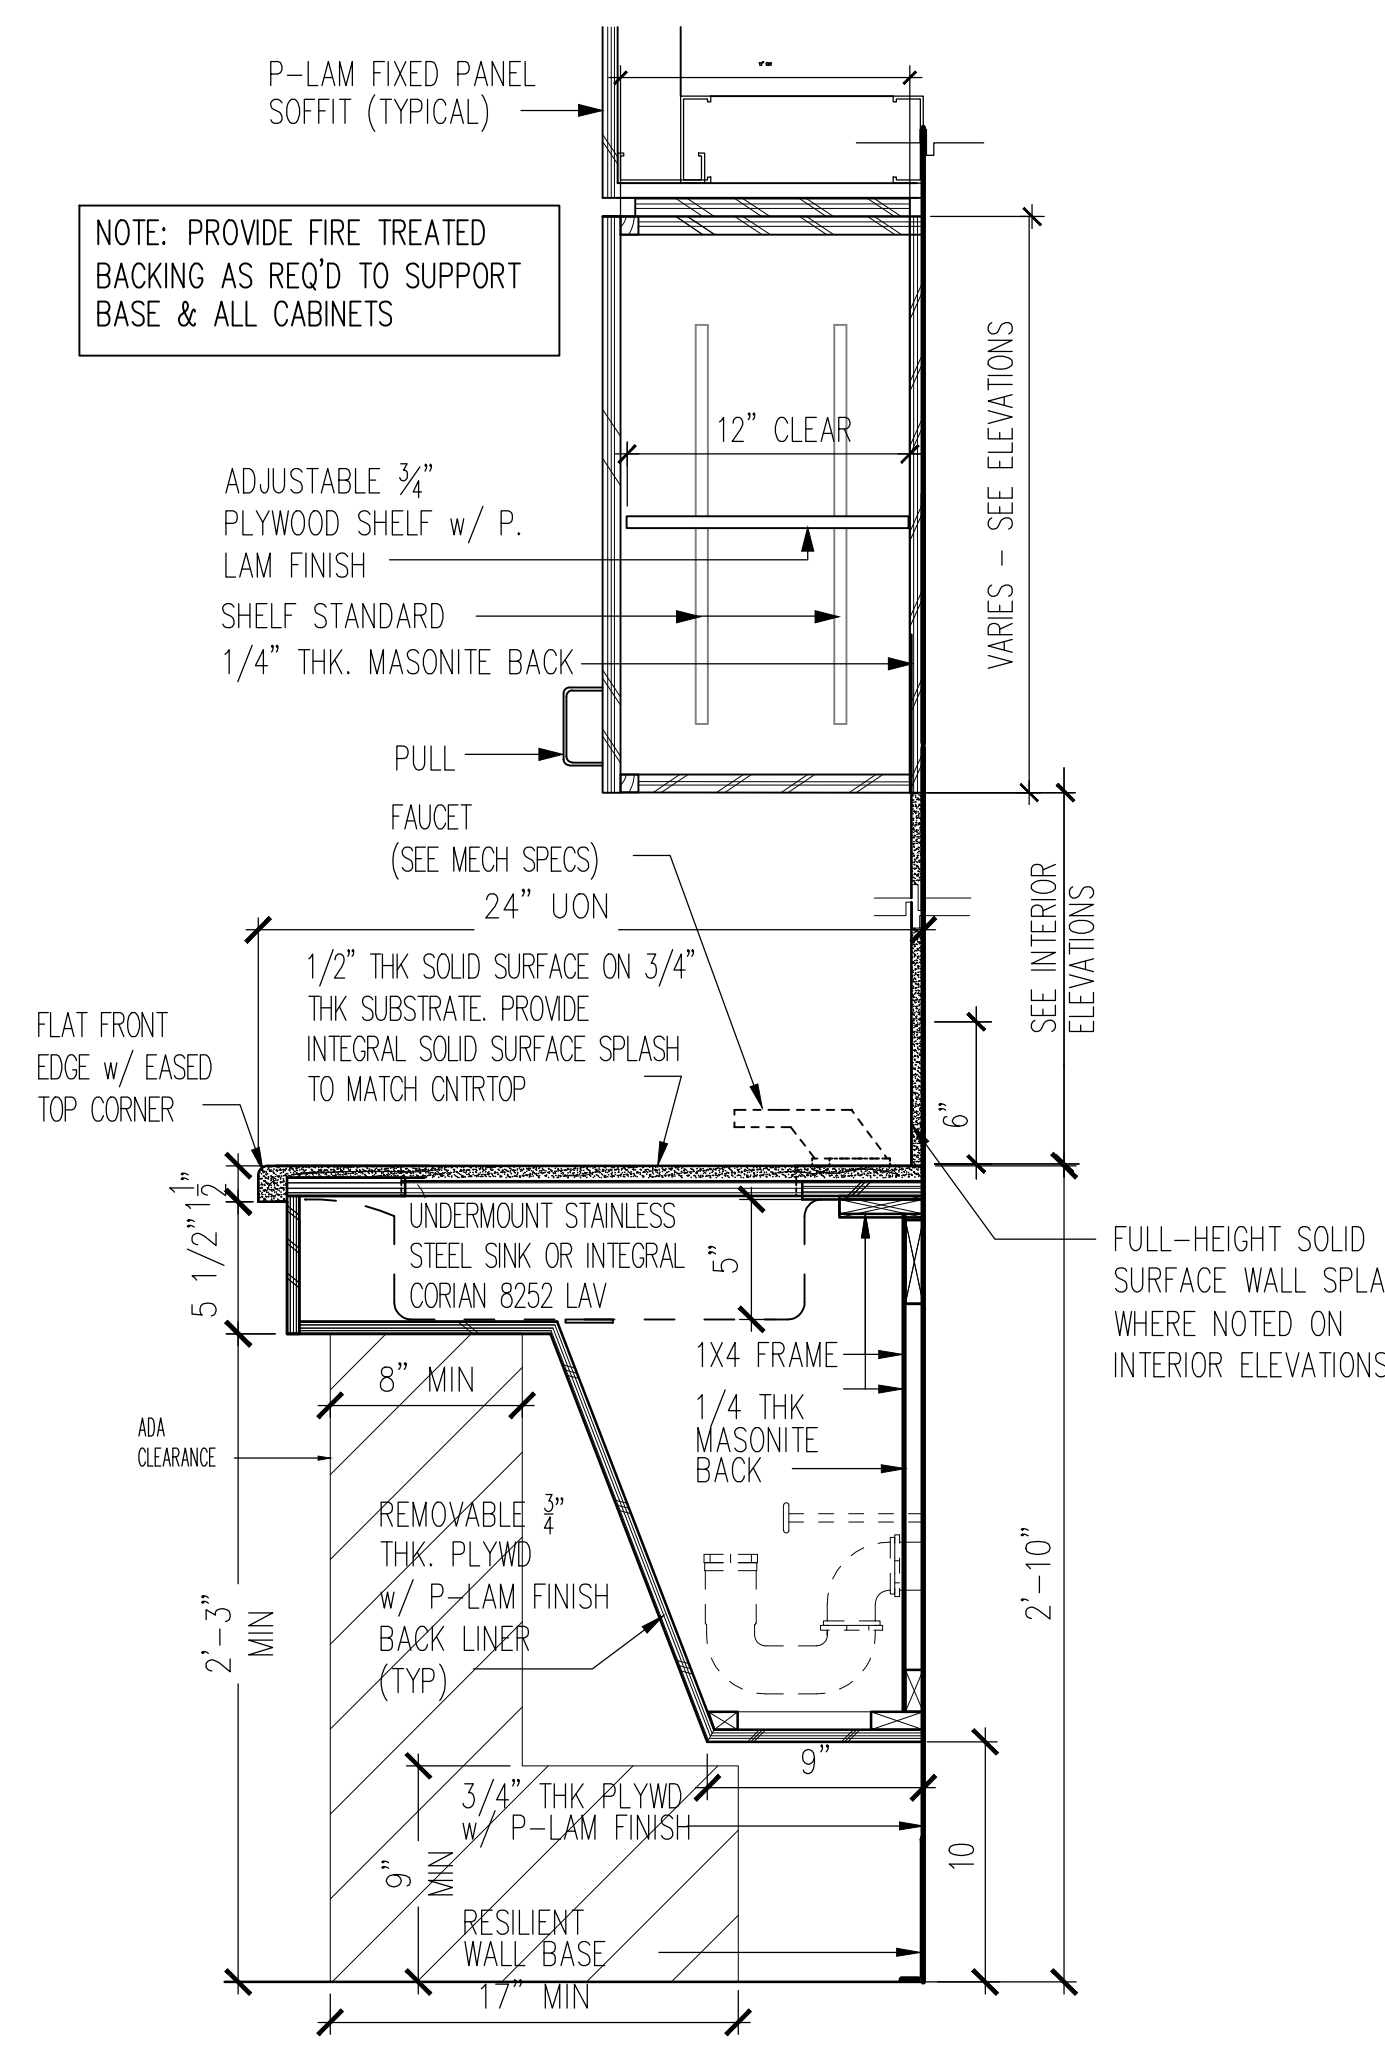 P-LAM FIXED PANEL
SOFFIT (TYPICAL)
NOTE: PROVIDE FIRE TREATED
BACKING AS REQ'D TO SUPPORT
BASE & ALL CABINETS
12" CLEAR
VARIES - SEE ELEVATIONS
ADJUSTABLE ¾"
PLYWOOD SHELF w/ P.
LAM FINISH
SHELF STANDARD
1/4" THK. MASONITE BACK
PULL
FAUCET
(SEE MECH SPECS)
24" UON
SEE INTERIOR
ELEVATIONS
1/2" THK SOLID SURFACE ON 3/4"
THK SUBSTRATE. PROVIDE
INTEGRAL SOLID SURFACE SPLASH
TO MATCH CNTRTOP
FLAT FRONT
EDGE w/ EASED
TOP CORNER
6"
1½"
5 1/2"
UNDERMOUNT STAINLESS
STEEL SINK OR INTEGRAL
CORIAN 8252 LAV
5"
FULL-HEIGHT SOLID
SURFACE WALL SPLA
WHERE NOTED ON
INTERIOR ELEVATIONS
1X4 FRAME
8" MIN
1/4 THK
MASONITE
BACK
ADA
CLEARANCE
REMOVABLE ¾"
THK. PLYWD
w/ P-LAM FINISH
BACK LINER
(TYP)
2'-3"
MIN
2'-10"
9"
3/4" THK PLYWD
w/ P-LAM FINISH
9"
MIN
10
RESILIENT
WALL BASE
17" MIN